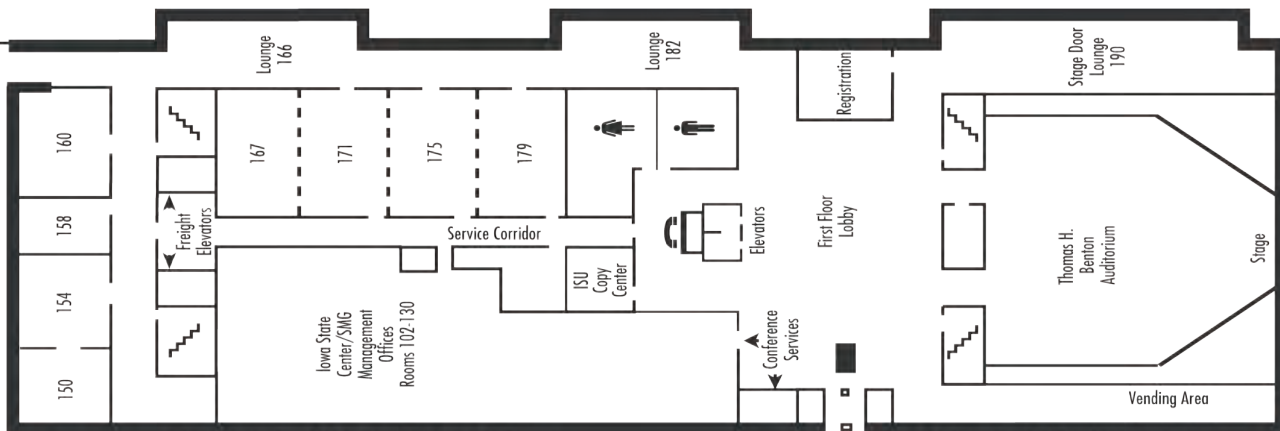 Lounge
166
Lounge
182
Registration
Stage Door
Lounge
190
160
167
171
175
179
158
Freight
Elevators
Service Corridor
Elevators
First Floor
Lobby
Thomas H.
Benton
Auditorium
Stage
154
ISU
Copy
Center
Iowa State
Center/SMG
Management
Offices
Rooms 102-130
Conference
Services
150
Vending Area